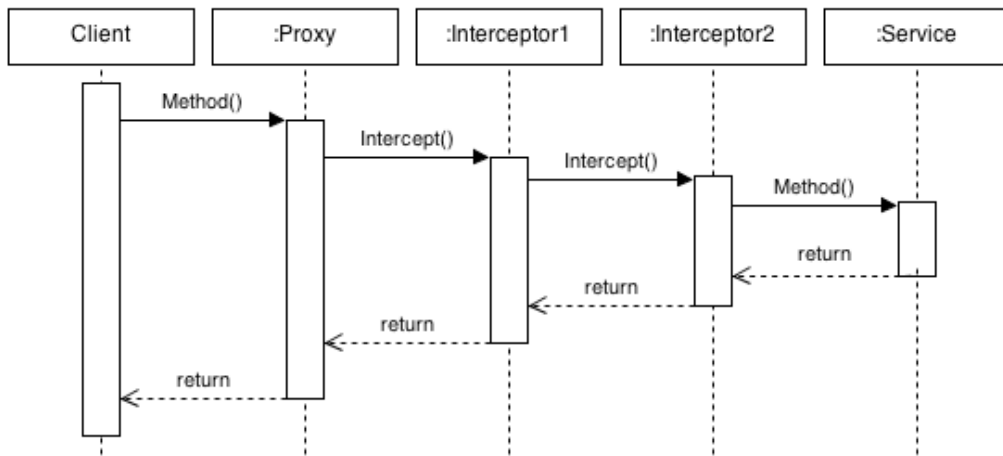 Client
:Proxy
:Interceptor1
:Interceptor2
:Service
Method()
Intercept()
Intercept()
Method()
return
return
return
return